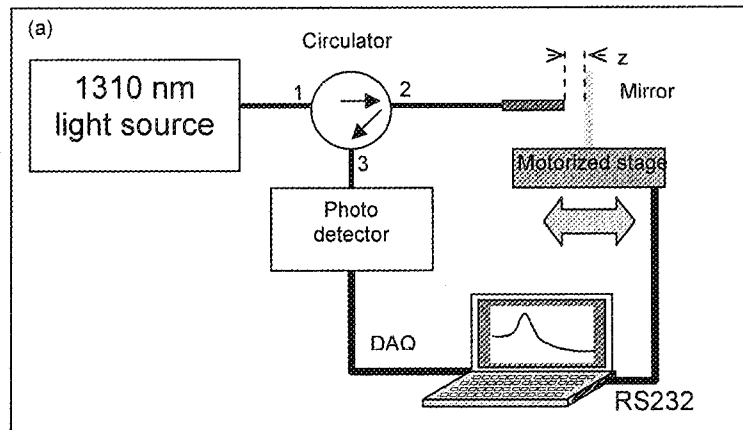 (a)
Circulator
1310 nm
light source
1
2
3
z
Mirror
Motorized stage
Photo
detector
DAQ
RS232